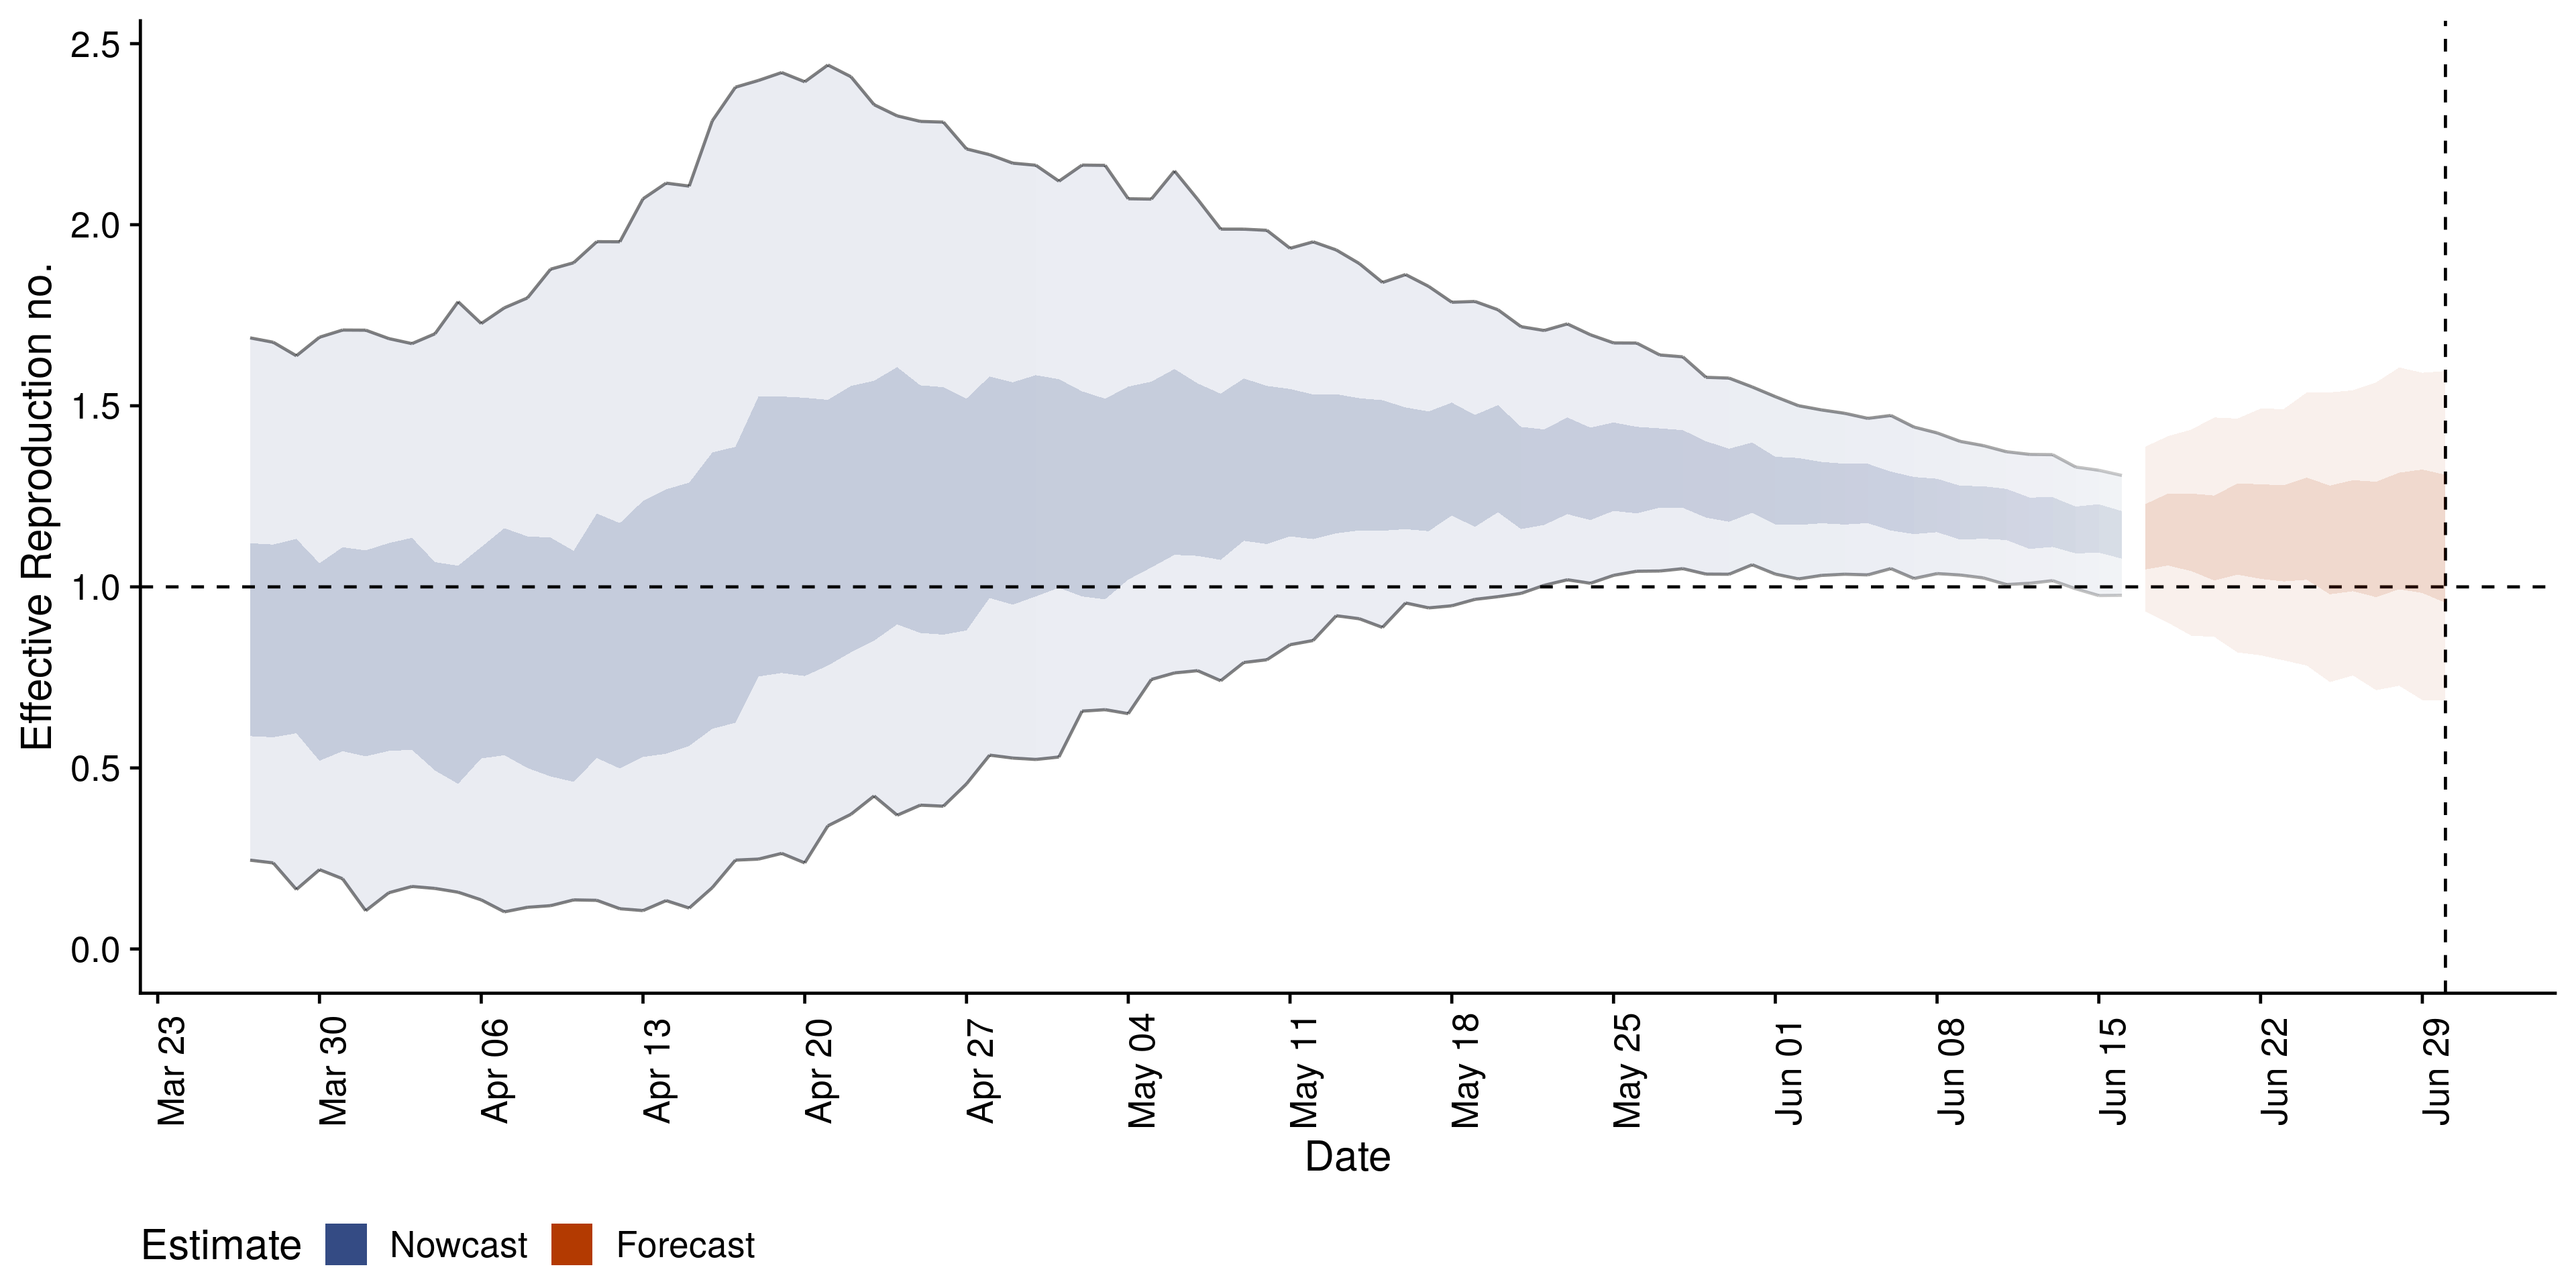 Effective Reproduction no.
2.5
2.0
1.5
1.0
0.5
0.0
Mar 23
Mar 30
Apr 06
Apr 13
Apr 20
Apr 27
May 04
May 11
May 18
May 25
Jun 01
Jun 08
Jun 15
Jun 22
Jun 29
Date
Estimate Nowcast Forecast